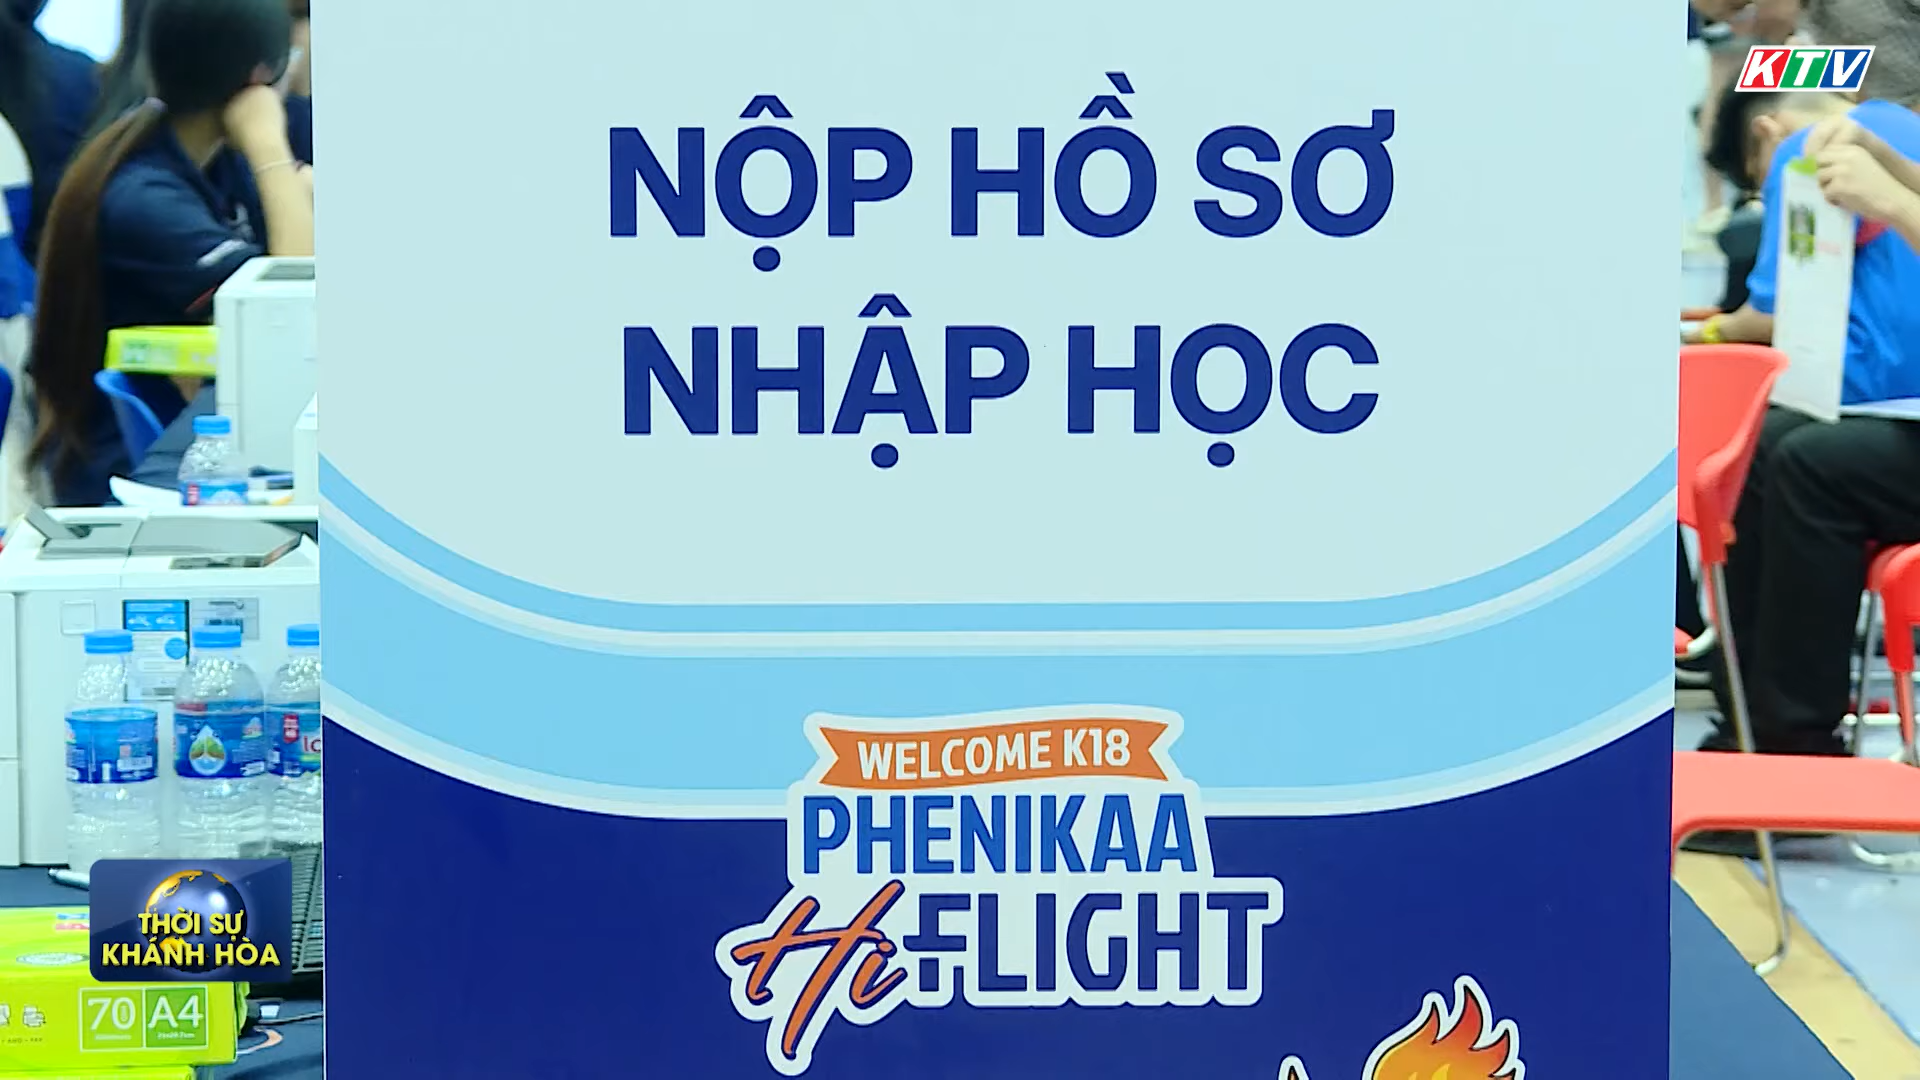 KTV
NỘP HỒ SƠ
NHẬP HỌC
WELCOME K18
PHENIKAA
Hi FLIGHT
THỜI SỰ
KHÁNH HÒA
70 A4